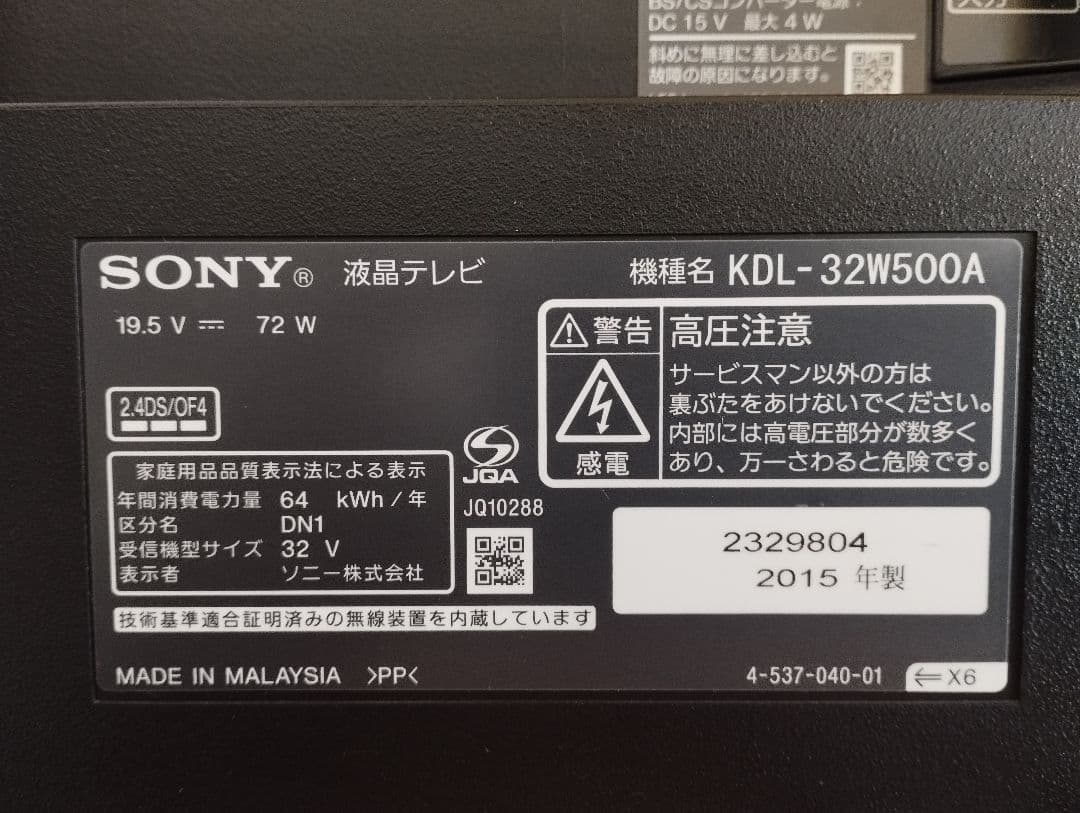 DC 15 V 最大 4 W
斜めに無理に差し込むと
故障の原因になります。
SONY® 液晶テレビ
機種名 KDL-32W500A
19.5 V ⎓ 72 W
⚠ 警告
高圧注意
サービスマン以外の方は
裏ぶたをあけないでください。
内部には高電圧部分が数多く
あり、万一さわると危険です。
感電
2.4DS/OF4
家庭用品品質表示法による表示
年間消費電力量 64 kWh / 年
区分名 DN1
受信機型サイズ 32 V
表示者 ソニー株式会社
JQA
JQ10288
2329804
2015 年製
技術基準適合証明済みの無線装置を内蔵しています
MADE IN MALAYSIA >PP<
4-537-040-01
⇐ X6